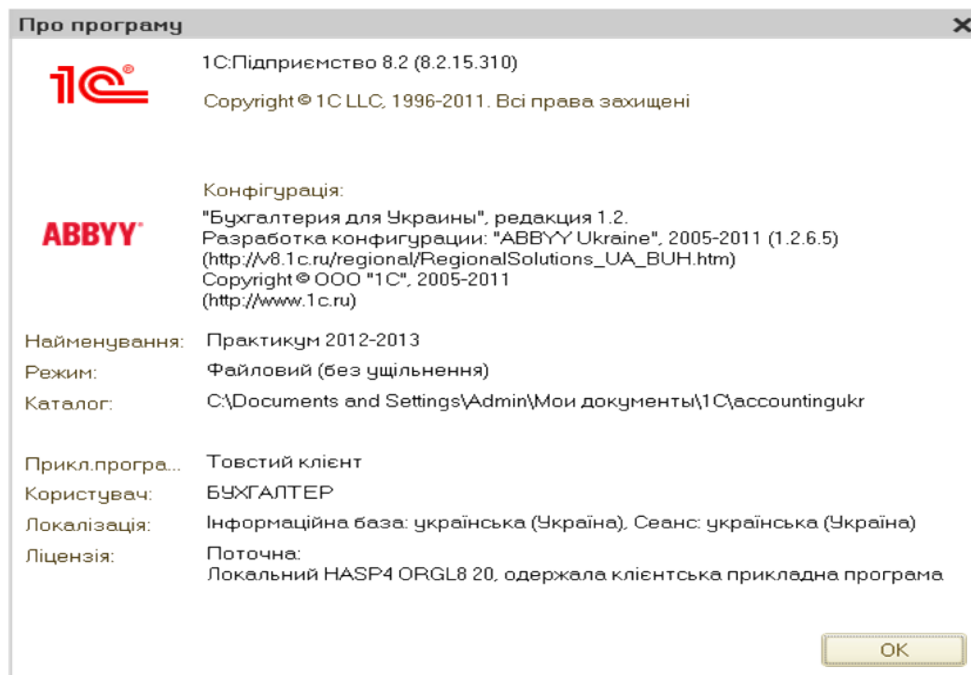 Про програму
1С:Підприємство 8.2 (8.2.15.310)
1С®
Copyright © 1С LLC, 1996-2011. Всі права захищені
Конфігурація:
ABBYY®
"Бухгалтерия для Украины", редакция 1.2.
Разработка конфигурации: "ABBYY Ukraine", 2005-2011 (1.2.6.5)
(http://v8.1c.ru/regional/RegionalSolutions_UA_BUH.htm)
Copyright © ООО "1С", 2005-2011
(http://www.1c.ru)
Найменування: Практикум 2012-2013
Режим: Файловий (без ущільнення)
Каталог: C:\Documents and Settings\Admin\Мои документы\1C\accountingukr
Прикл.програ... Товстий клієнт
Користувач: БУХГАЛТЕР
Локалізація: Інформаційна база: українська (Україна), Сеанс: українська (Україна)
Ліцензія: Поточна:
Локальний HASP4 ORGL8 20, одержала клієнтська прикладна програма
OK